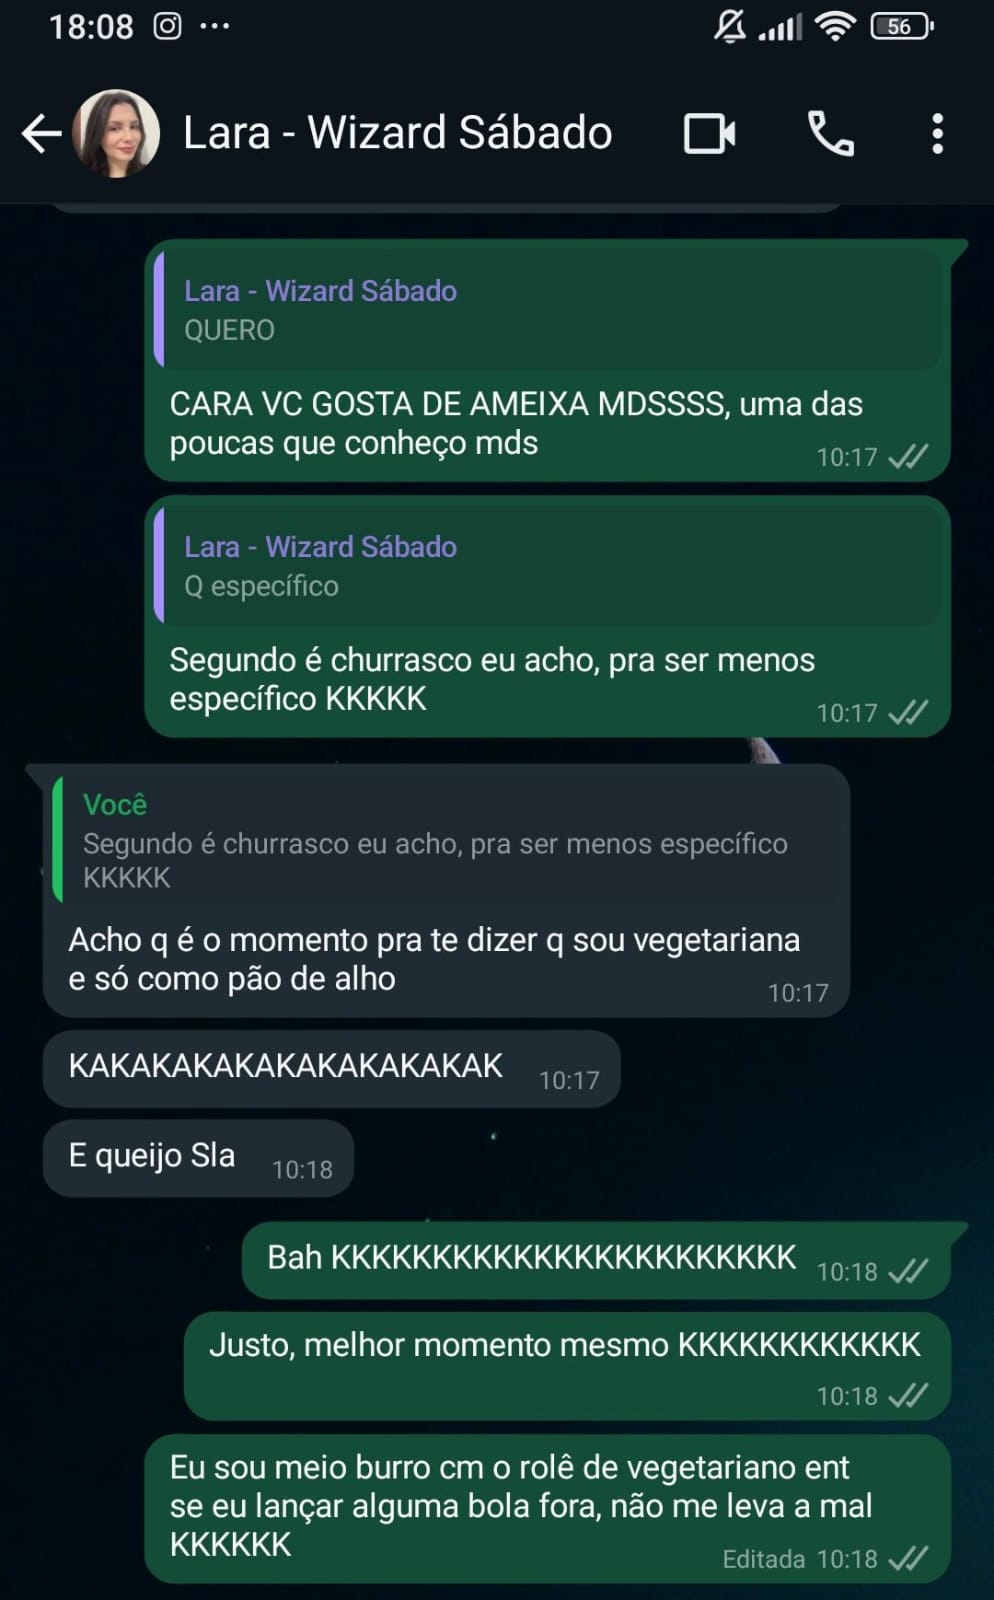 18:08
56
Lara - Wizard Sábado
Lara - Wizard Sábado
QUERO
CARA VC GOSTA DE AMEIXA MDSSSS, uma das
poucas que conheço mds
10:17
Lara - Wizard Sábado
Q específico
Segundo é churrasco eu acho, pra ser menos
específico KKKKK
10:17
Você
Segundo é churrasco eu acho, pra ser menos específico
KKKKK
Acho q é o momento pra te dizer q sou vegetariana
e só como pão de alho
10:17
KAKAKAKAKAKAKAKAKAKAK 10:17
E queijo Sla 10:18
Bah KKKKKKKKKKKKKKKKKKKKKKK 10:18
Justo, melhor momento mesmo KKKKKKKKKKKK
10:18
Eu sou meio burro cm o rolê de vegetariano ent
se eu lançar alguma bola fora, não me leva a mal
KKKKKK
Editada 10:18